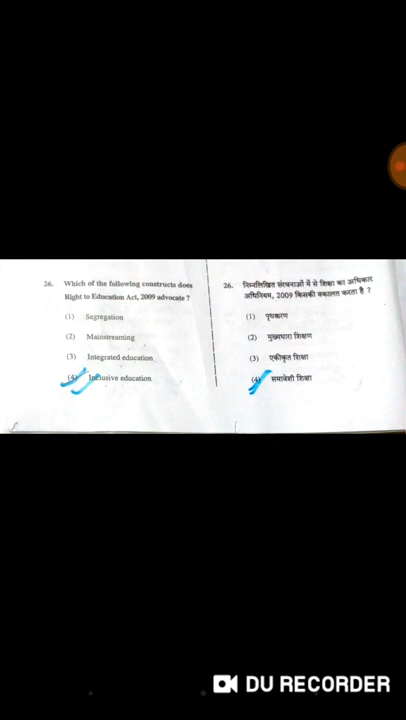 26. Which of the following constructs does
Right to Education Act, 2009 advocate ?
(1) Segregation
(2) Mainstreaming
(3) Integrated education
(4) Inclusive education
26. निम्नलिखित संरचनाओं में से शिक्षा का अधिकार
अधिनियम, 2009 किसकी वकालत करता है ?
(1) पृथक्करण
(2) मुख्यधारा शिक्षण
(3) एकीकृत शिक्षा
(4) समावेशी शिक्षा
DU RECORDER